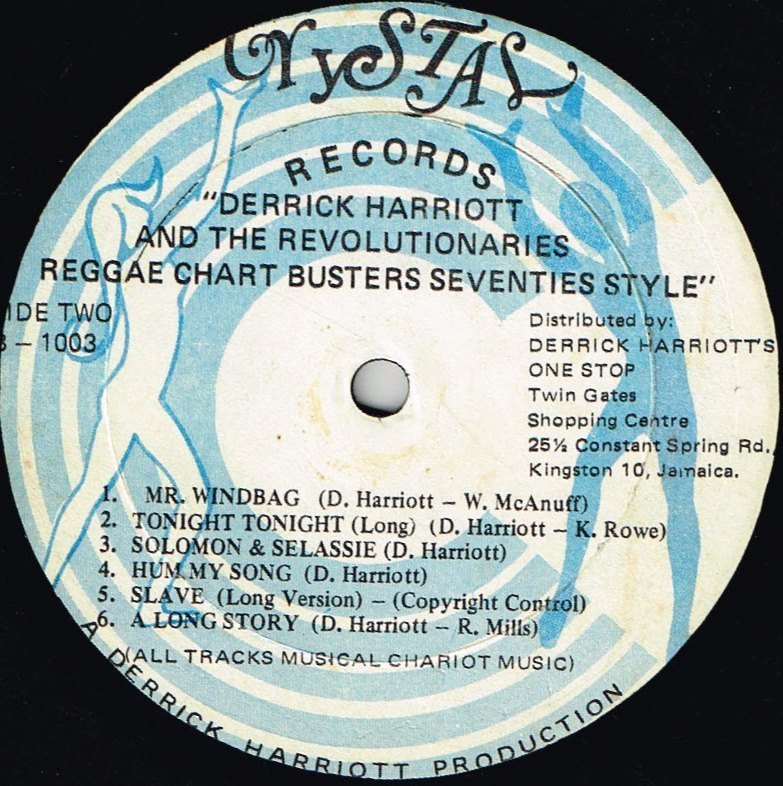 CRYSTAL
RECORDS
"DERRICK HARRIOTT
AND THE REVOLUTIONARIES
REGGAE CHART BUSTERS SEVENTIES STYLE"
IDE TWO
– 1003
Distributed by:
DERRICK HARRIOTT'S
ONE STOP
Twin Gates
Shopping Centre
25½ Constant Spring Rd.,
Kingston 10, Jamaica.
1. MR. WINDBAG (D. Harriott – W. McAnuff)
2. TONIGHT TONIGHT (Long) (D. Harriott – K. Rowe)
3. SOLOMON & SELASSIE (D. Harriott)
4. HUM MY SONG (D. Harriott)
5. SLAVE (Long Version) – (Copyright Control)
6. A LONG STORY (D. Harriott – R. Mills)
(ALL TRACKS MUSICAL CHARIOT MUSIC)
A DERRICK HARRIOTT PRODUCTION